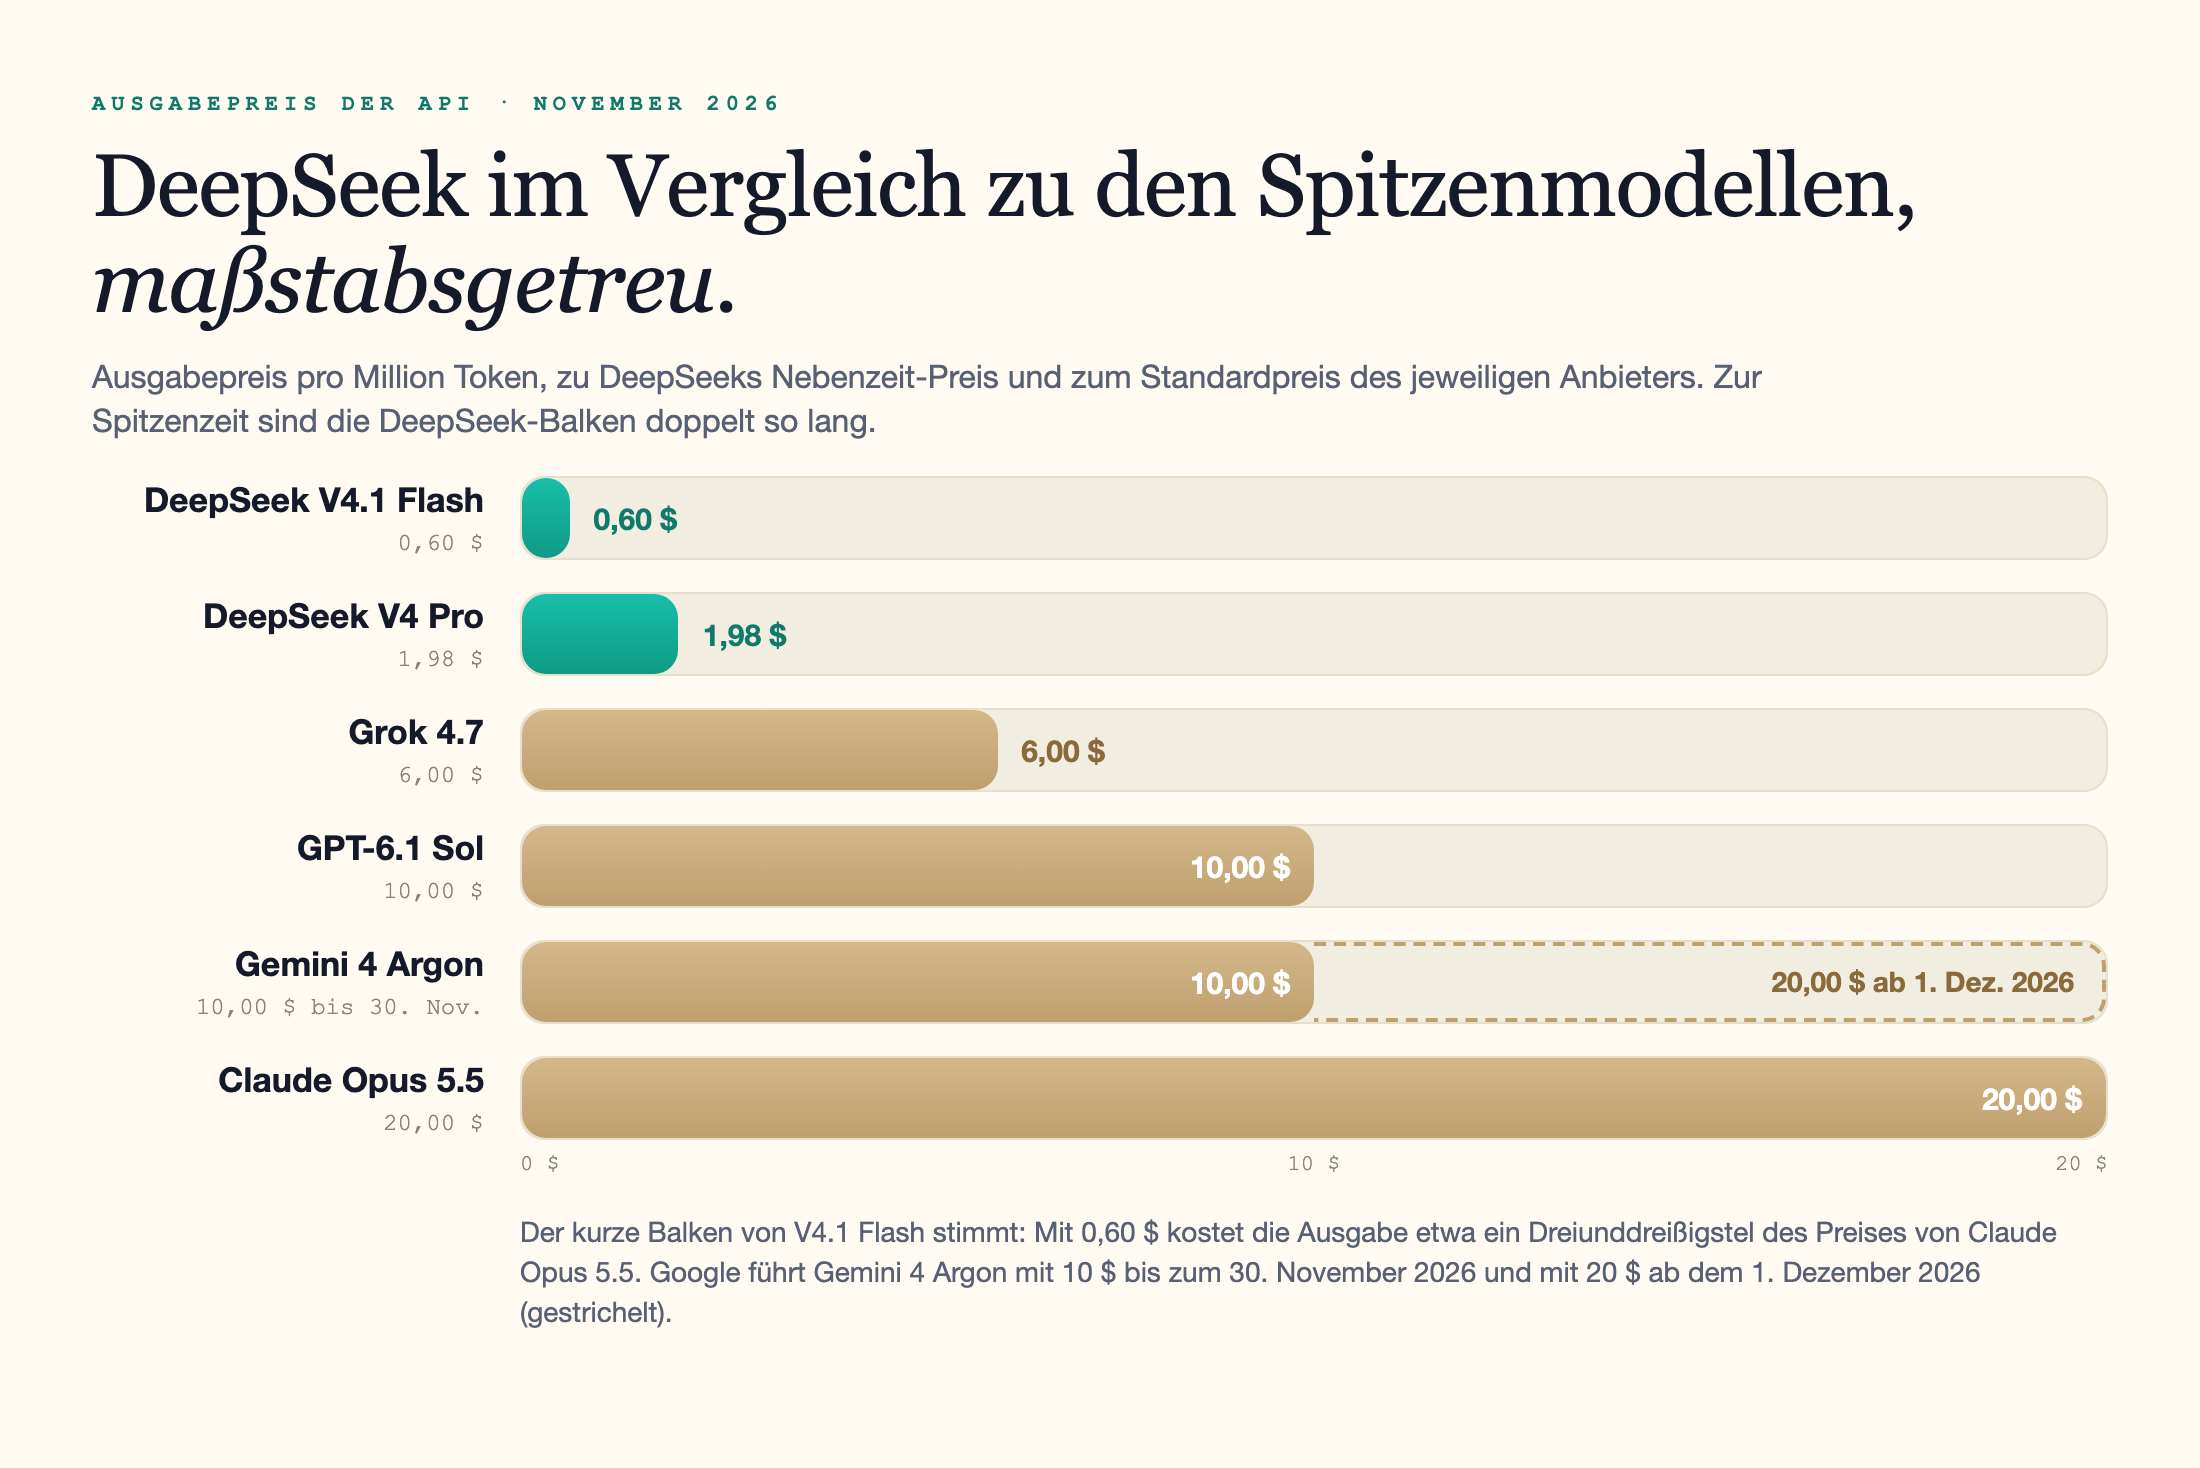 AUSGABEPREIS DER API · NOVEMBER 2026
DeepSeek im Vergleich zu den Spitzenmodellen,
maßstabsgetreu.
Ausgabepreis pro Million Token, zu DeepSeeks Nebenzeit-Preis und zum Standardpreis des jeweiligen Anbieters. Zur
Spitzenzeit sind die DeepSeek-Balken doppelt so lang.
DeepSeek V4.1 Flash
0,60 $
0,60 $
DeepSeek V4 Pro
1,98 $
1,98 $
Grok 4.7
6,00 $
6,00 $
GPT-6.1 Sol
10,00 $
10,00 $
Gemini 4 Argon
10,00 $ bis 30. Nov.
10,00 $
20,00 $ ab 1. Dez. 2026
Claude Opus 5.5
20,00 $
20,00 $
0 $
10 $
20 $
Der kurze Balken von V4.1 Flash stimmt: Mit 0,60 $ kostet die Ausgabe etwa ein Dreiunddreißigstel des Preises von Claude
Opus 5.5. Google führt Gemini 4 Argon mit 10 $ bis zum 30. November 2026 und mit 20 $ ab dem 1. Dezember 2026
(gestrichelt).